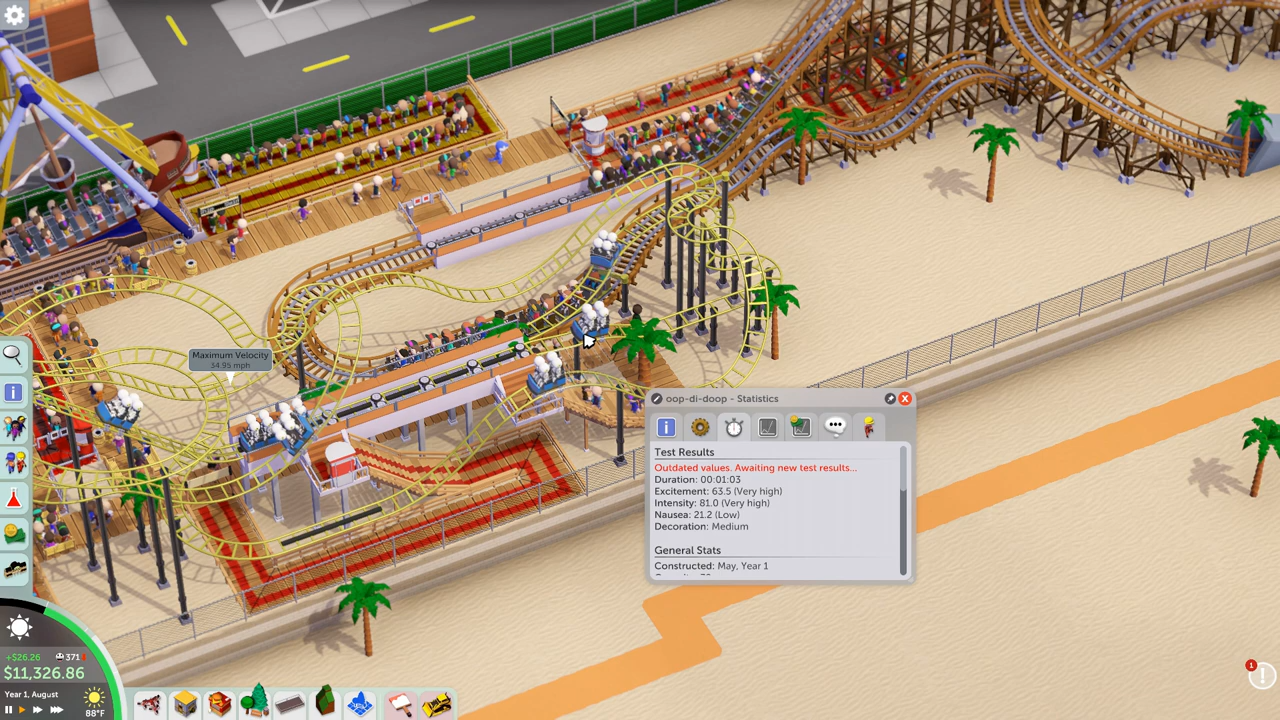 Maximum Velocity
34.95 mph
oop-di-doop - Statistics
Test Results
Outdated values. Awaiting new test results...
Duration: 00:01:03
Excitement: 63.5 (Very high)
Intensity: 81.0 (Very high)
Nausea: 21.2 (Low)
Decoration: Medium
General Stats
Constructed: May, Year 1
+$26.26
371
$11,326.86
Year 1, August
88°F
1